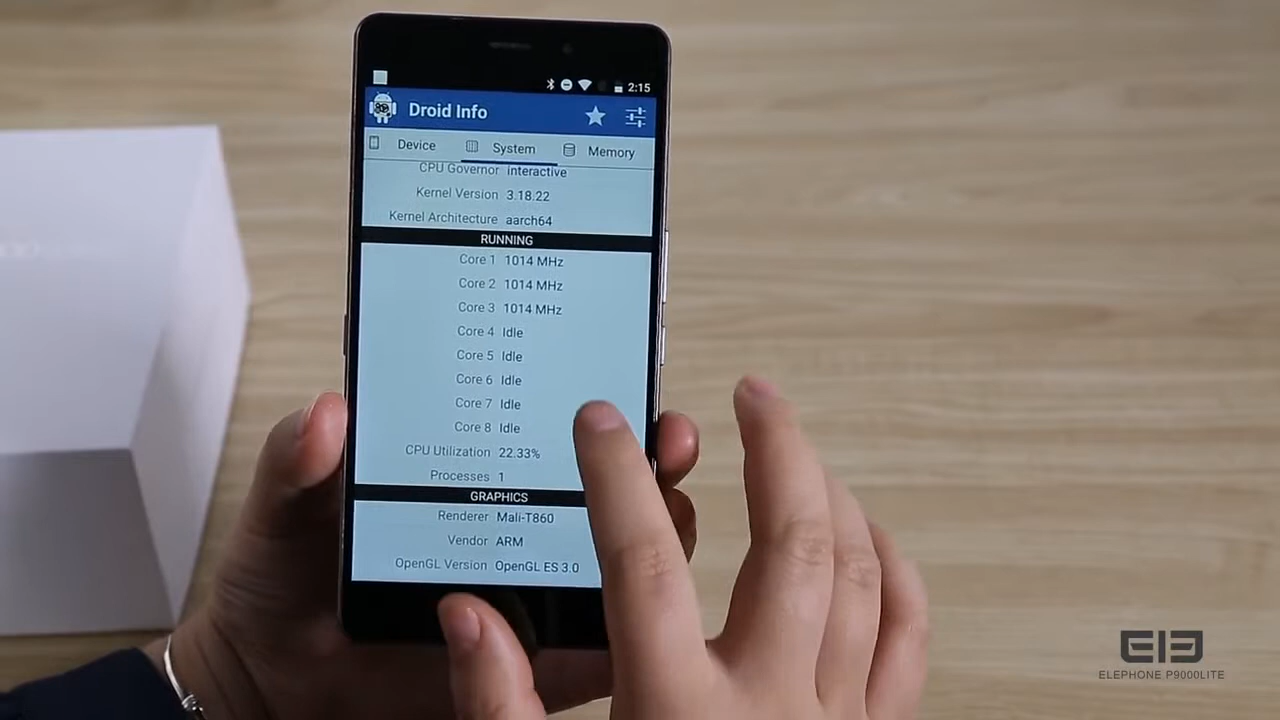 2:15
Droid Info
Device System Memory
CPU Governor interactive
Kernel Version 3.18.22
Kernel Architecture aarch64
RUNNING
Core 1 1014 MHz
Core 2 1014 MHz
Core 3 1014 MHz
Core 4 Idle
Core 5 Idle
Core 6 Idle
Core 7 Idle
Core 8 Idle
CPU Utilization 22.33%
Processes 1
GRAPHICS
Renderer Mali-T860
Vendor ARM
OpenGL Version OpenGL ES 3.0
ELEPHONE P9000LITE